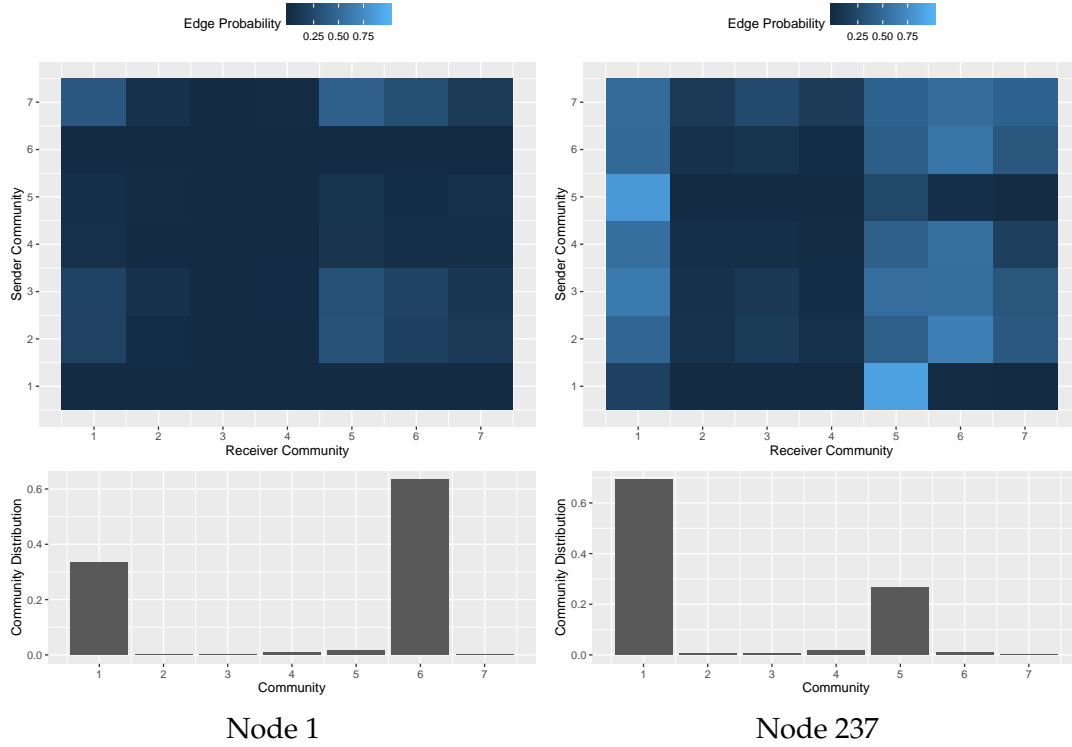 Edge Probability
0.25 0.50 0.75
Edge Probability
0.25 0.50 0.75
Sender Community
7
6
5
4
3
2
1
1 2 3 4 5 6 7
Receiver Community
Sender Community
7
6
5
4
3
2
1
1 2 3 4 5 6 7
Receiver Community
Community Distribution
0.6
0.4
0.2
0.0
1 2 3 4 5 6 7
Community
Community Distribution
0.6
0.4
0.2
0.0
1 2 3 4 5 6 7
Community
Node 1
Node 237